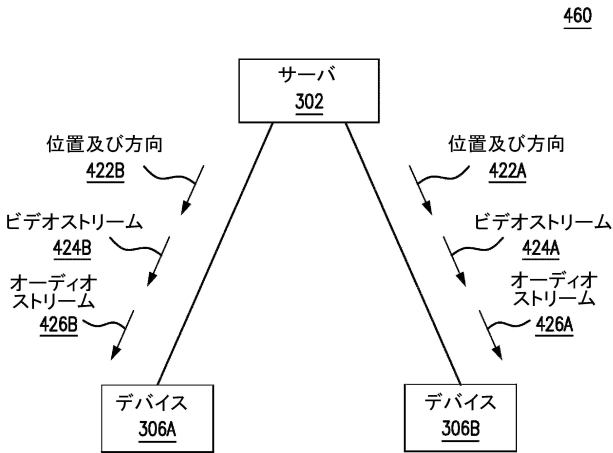 460
サーバ
302
位置及び方向
422B
位置及び方向
422A
ビデオストリーム
424B
ビデオストリーム
424A
オーディオ
ストリーム
426B
オーディオ
ストリーム
426A
デバイス
306A
デバイス
306B